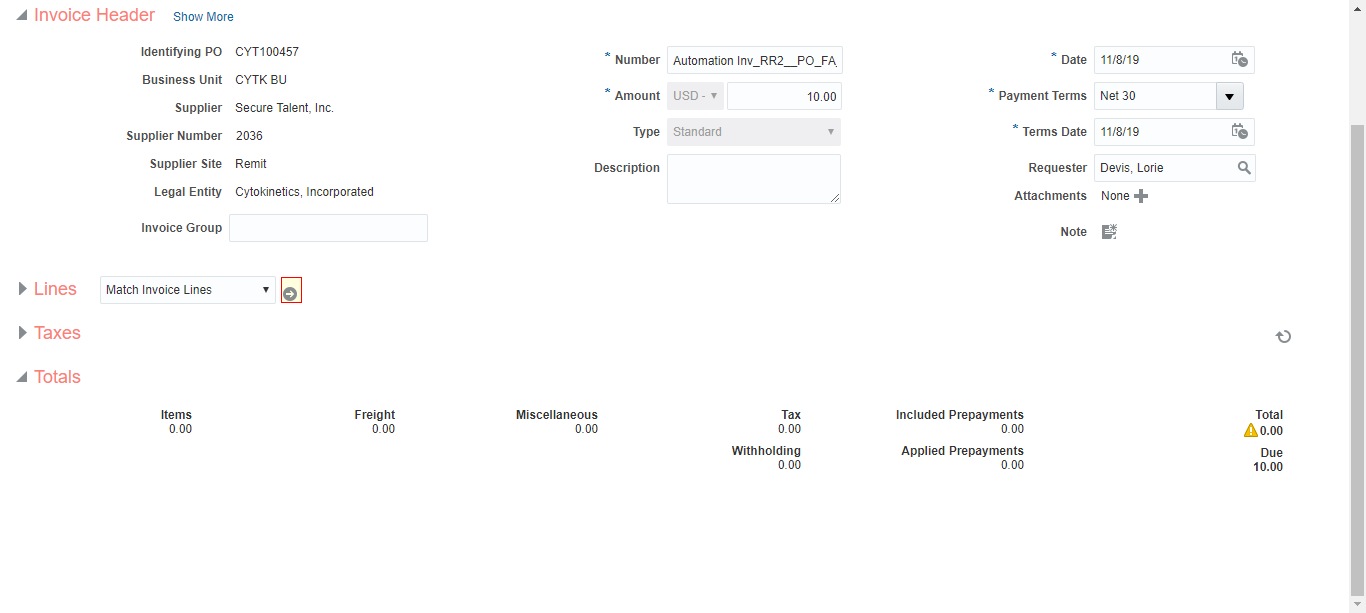 Invoice Header Show More
Identifying PO CYT100457
Business Unit CYTK BU
Supplier Secure Talent, Inc.
Supplier Number 2036
Supplier Site Remit
Legal Entity Cytokinetics, Incorporated
Invoice Group
* Number Automation Inv_RR2__PO_FA_
* Amount USD - 10.00
Type Standard
Description
* Date 11/8/19
* Payment Terms Net 30
* Terms Date 11/8/19
Requester Devis, Lorie
Attachments None
Note
Lines Match Invoice Lines
Taxes
Totals
Items Freight Miscellaneous Tax Included Prepayments Total
0.00 0.00 0.00 0.00 0.00 0.00
Withholding Applied Prepayments Due
0.00 0.00 10.00